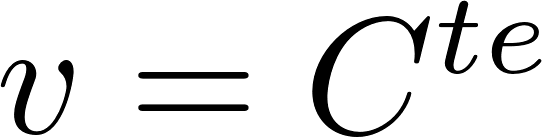 v = C^{te}